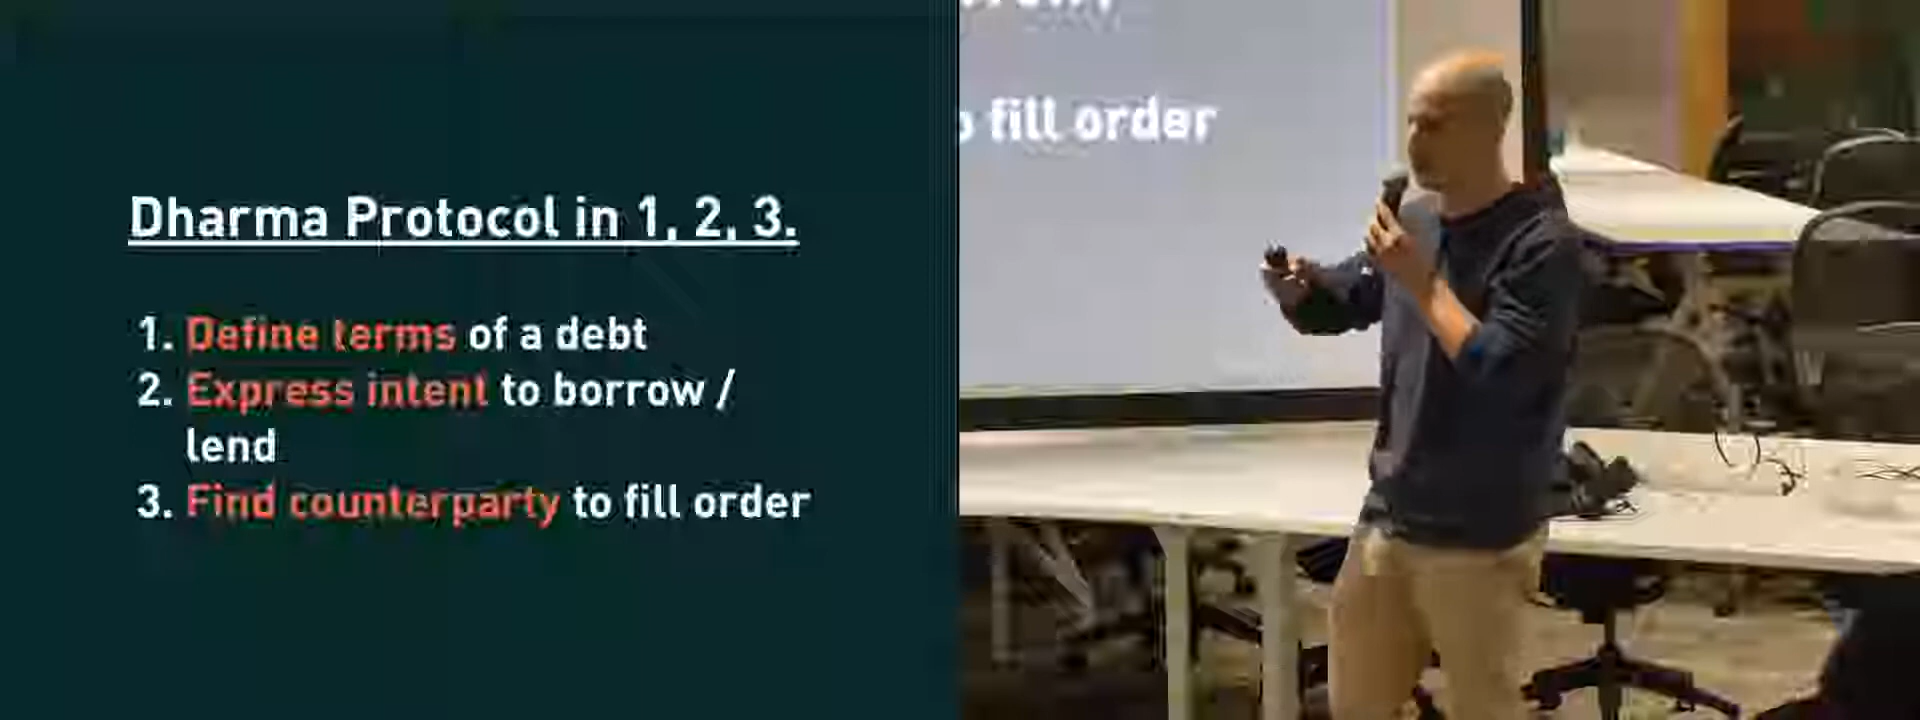 Dharma Protocol in 1, 2, 3.
1. Define terms of a debt
2. Express intent to borrow /
lend
3. Find counterparty to fill order
fill order